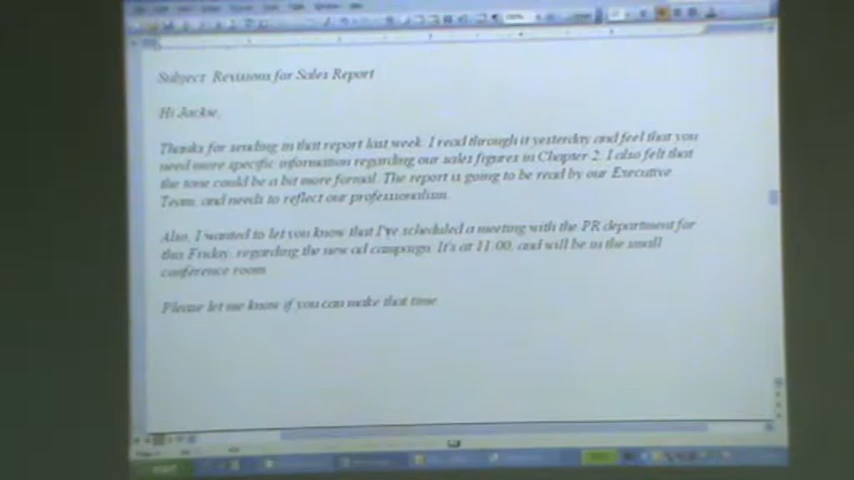 Subject Revisions for Sales Report
Hi Jackie,
Thanks for sending in that report last week. I read through it yesterday and feel that you
need more specific information regarding our sales figures in Chapter 2. I also felt that
the tone could be a bit more formal. The report is going to be read by our Executive
Team, and needs to reflect our professionalism.
Also, I wanted to let you know that I've scheduled a meeting with the PR department for
this Friday, regarding the new ad campaign. It's at 11:00, and will be in the small
conference room.
Please let me know if you can make that time.
start